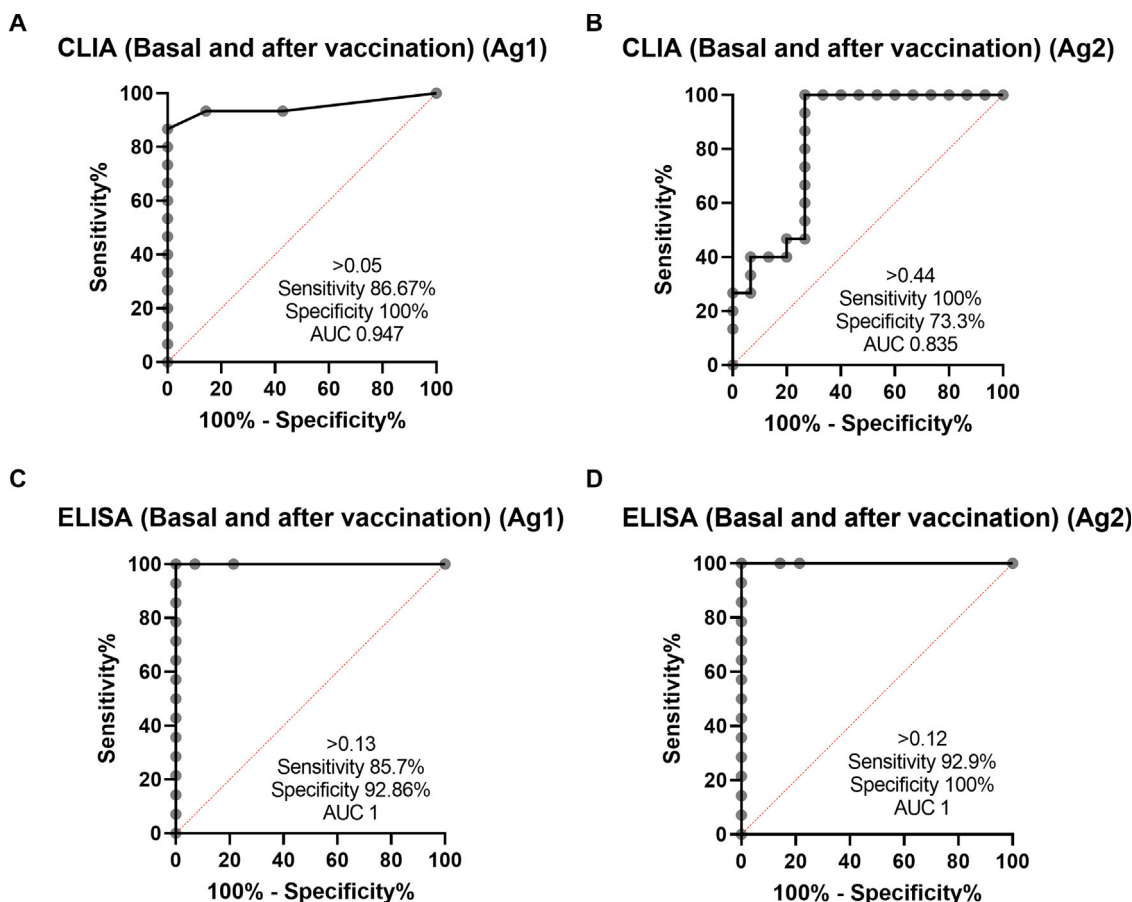 A
CLIA (Basal and after vaccination) (Ag1)
100
80
60
40
20
0
Sensitivity%
>0.05
Sensitivity 86.67%
Specificity 100%
AUC 0.947
0 20 40 60 80 100
100% - Specificity%
B
CLIA (Basal and after vaccination) (Ag2)
100
80
60
40
20
0
Sensitivity%
>0.44
Sensitivity 100%
Specificity 73.3%
AUC 0.835
0 20 40 60 80 100
100% - Specificity%
C
ELISA (Basal and after vaccination) (Ag1)
100
80
60
40
20
0
Sensitivity%
>0.13
Sensitivity 85.7%
Specificity 92.86%
AUC 1
0 20 40 60 80 100
100% - Specificity%
D
ELISA (Basal and after vaccination) (Ag2)
100
80
60
40
20
0
Sensitivity%
>0.12
Sensitivity 92.9%
Specificity 100%
AUC 1
0 20 40 60 80 100
100% - Specificity%